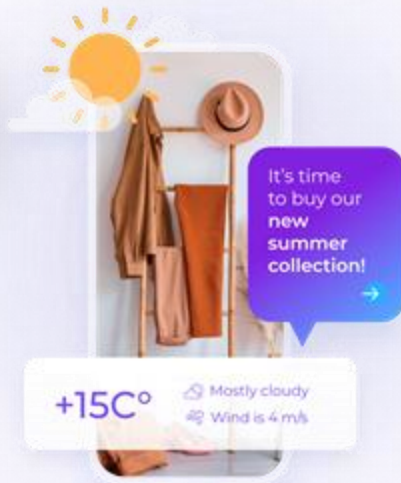 It's time
to buy our
new
summer
collection!
+15C°
Mostly cloudy
Wind is 4 m/s